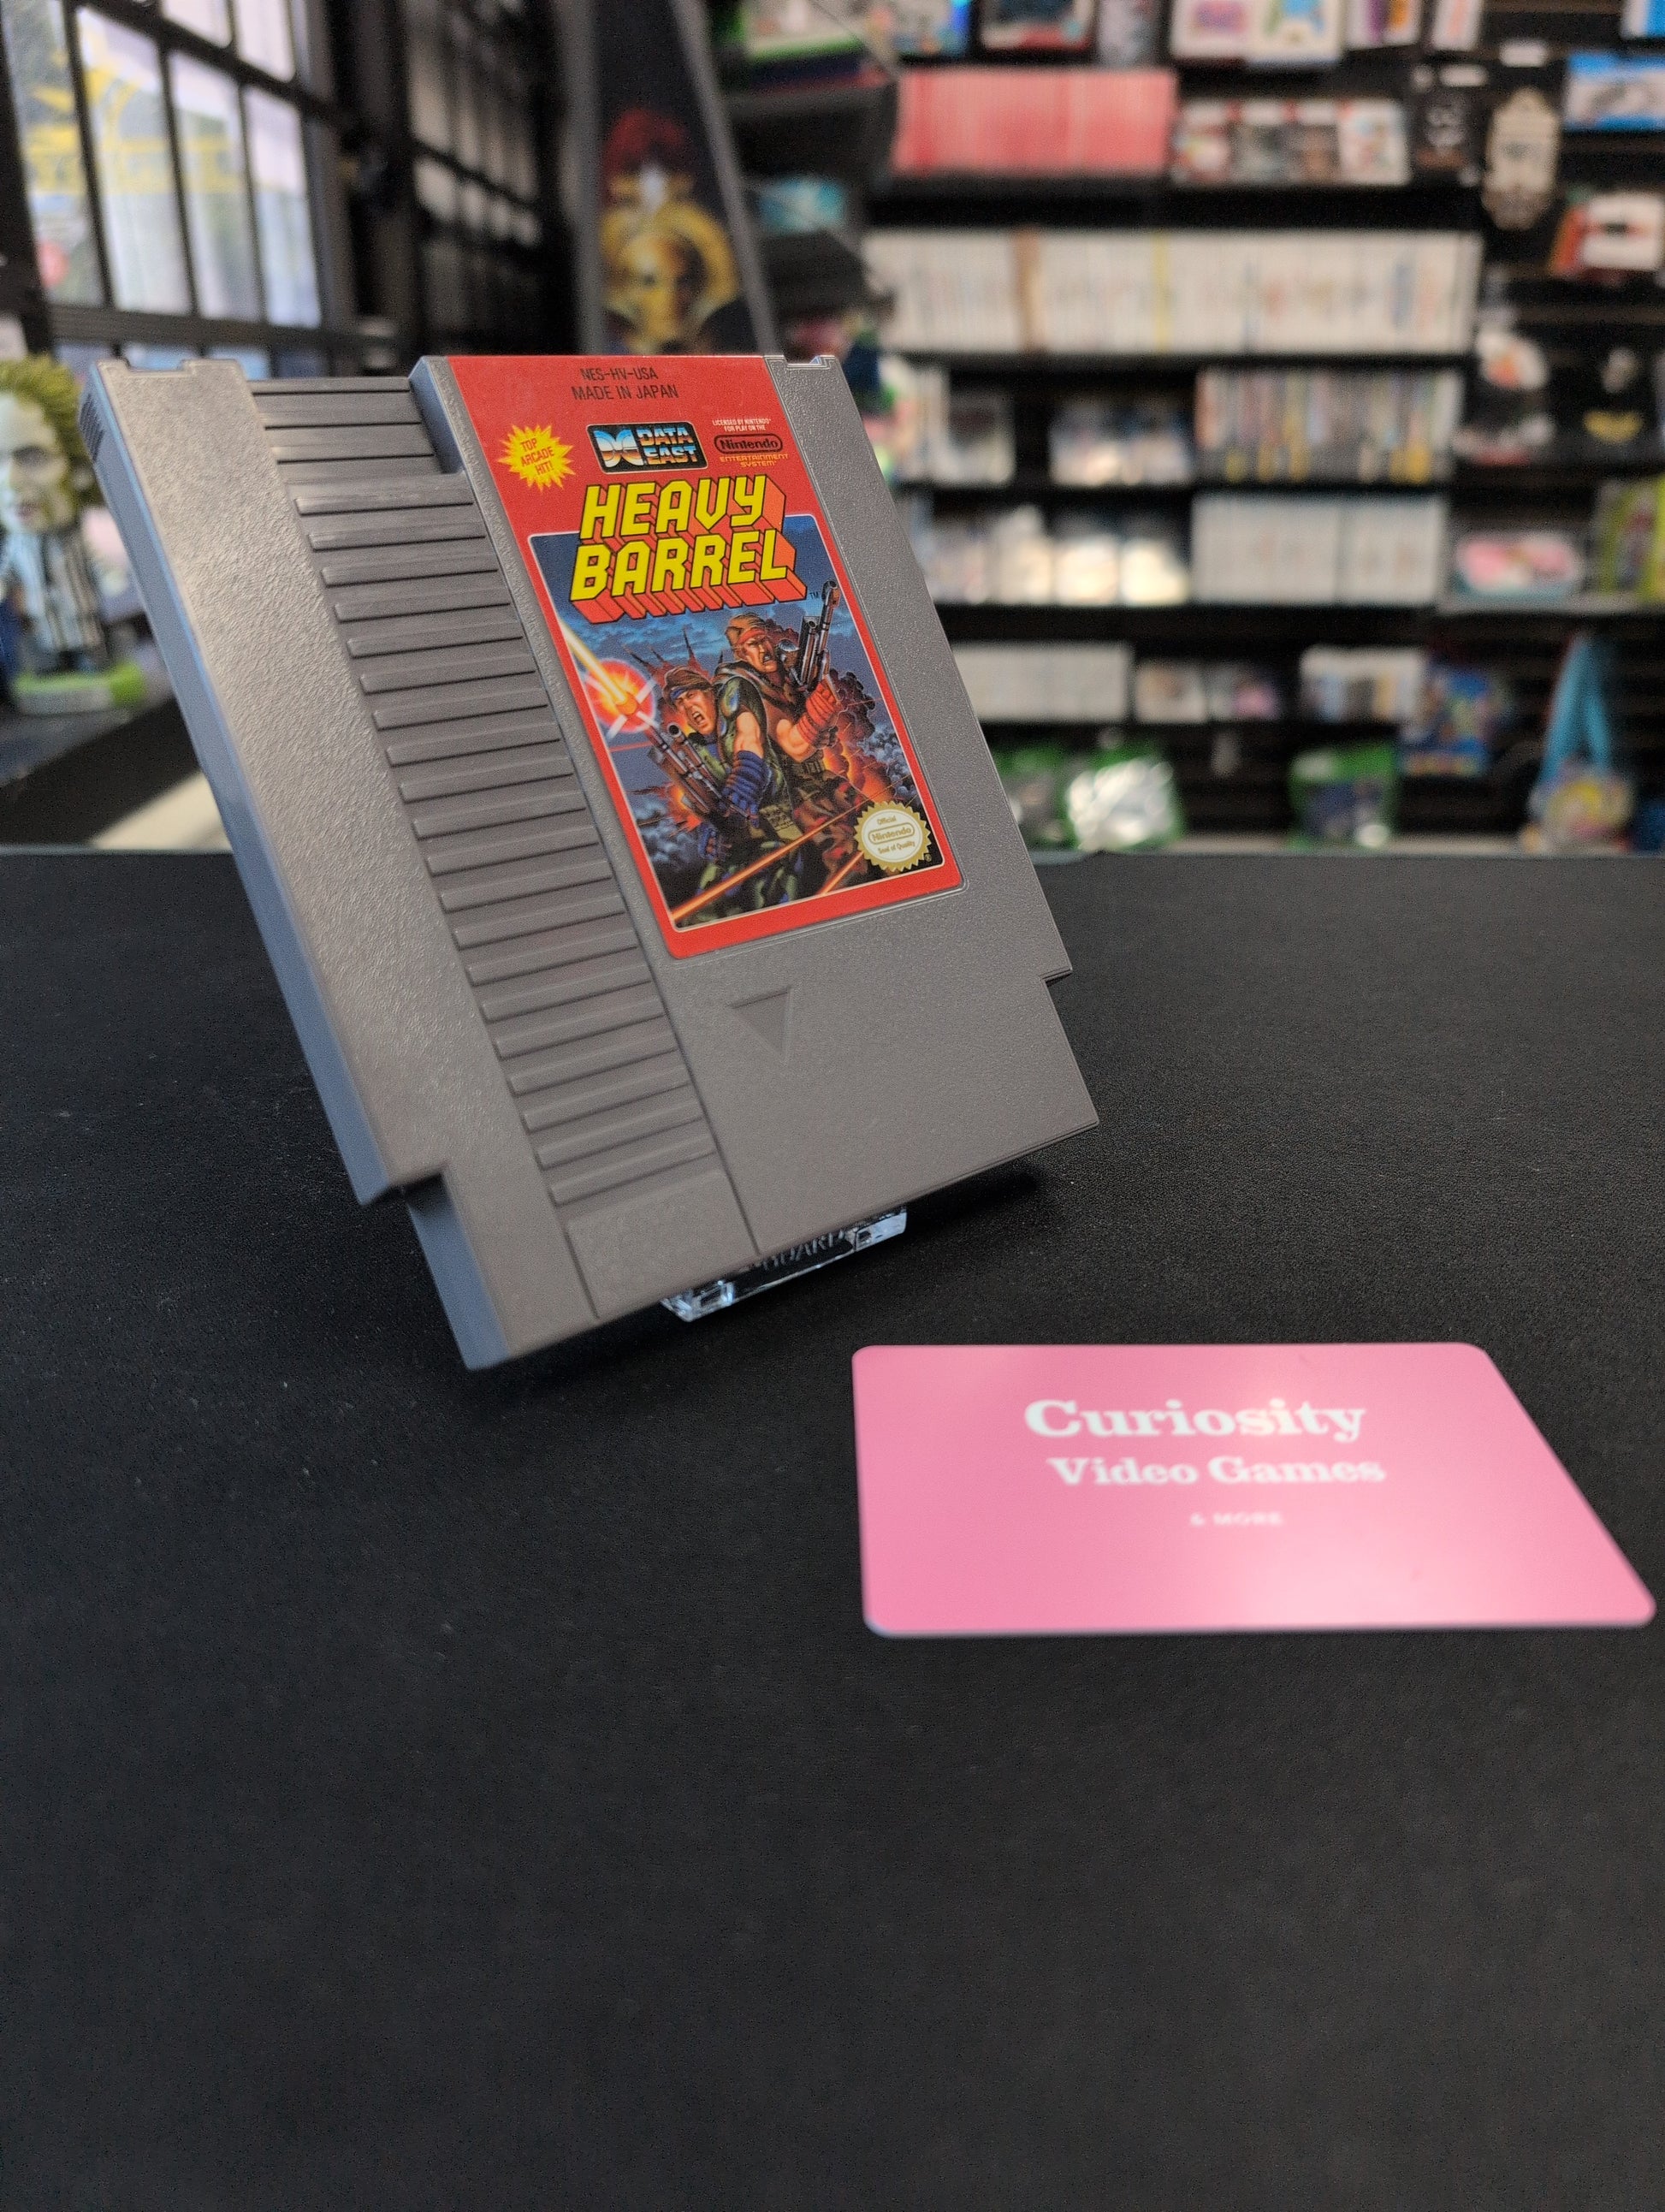 NES-HV-USA
MADE IN JAPAN
TOP
ARCADE
HIT!
DATA
EAST
LICENSED BY NINTENDO
FOR PLAY ON THE
Nintendo
ENTERTAINMENT
SYSTEM
HEAVY
BARREL
TM
Official
Nintendo
Seal of Quality
Curiosity
Video Games
& MORE